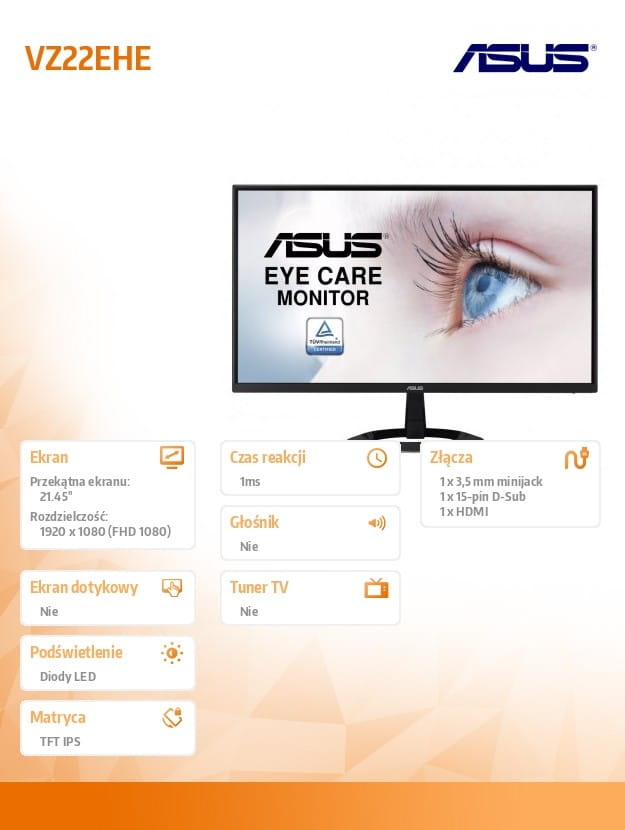 VZ22EHE
ASUS®
ASUS®
EYE CARE
MONITOR
TÜVRheinland
CERTIFIED
ASUS
Ekran
Przekątna ekranu:
21.45"
Rozdzielczość:
1920 x 1080 (FHD 1080)
Czas reakcji
1ms
Złącza
1 x 3,5 mm minijack
1 x 15-pin D-Sub
1 x HDMI
Głośnik
Nie
Ekran dotykowy
Nie
Tuner TV
Nie
Podświetlenie
Diody LED
Matryca
TFT IPS